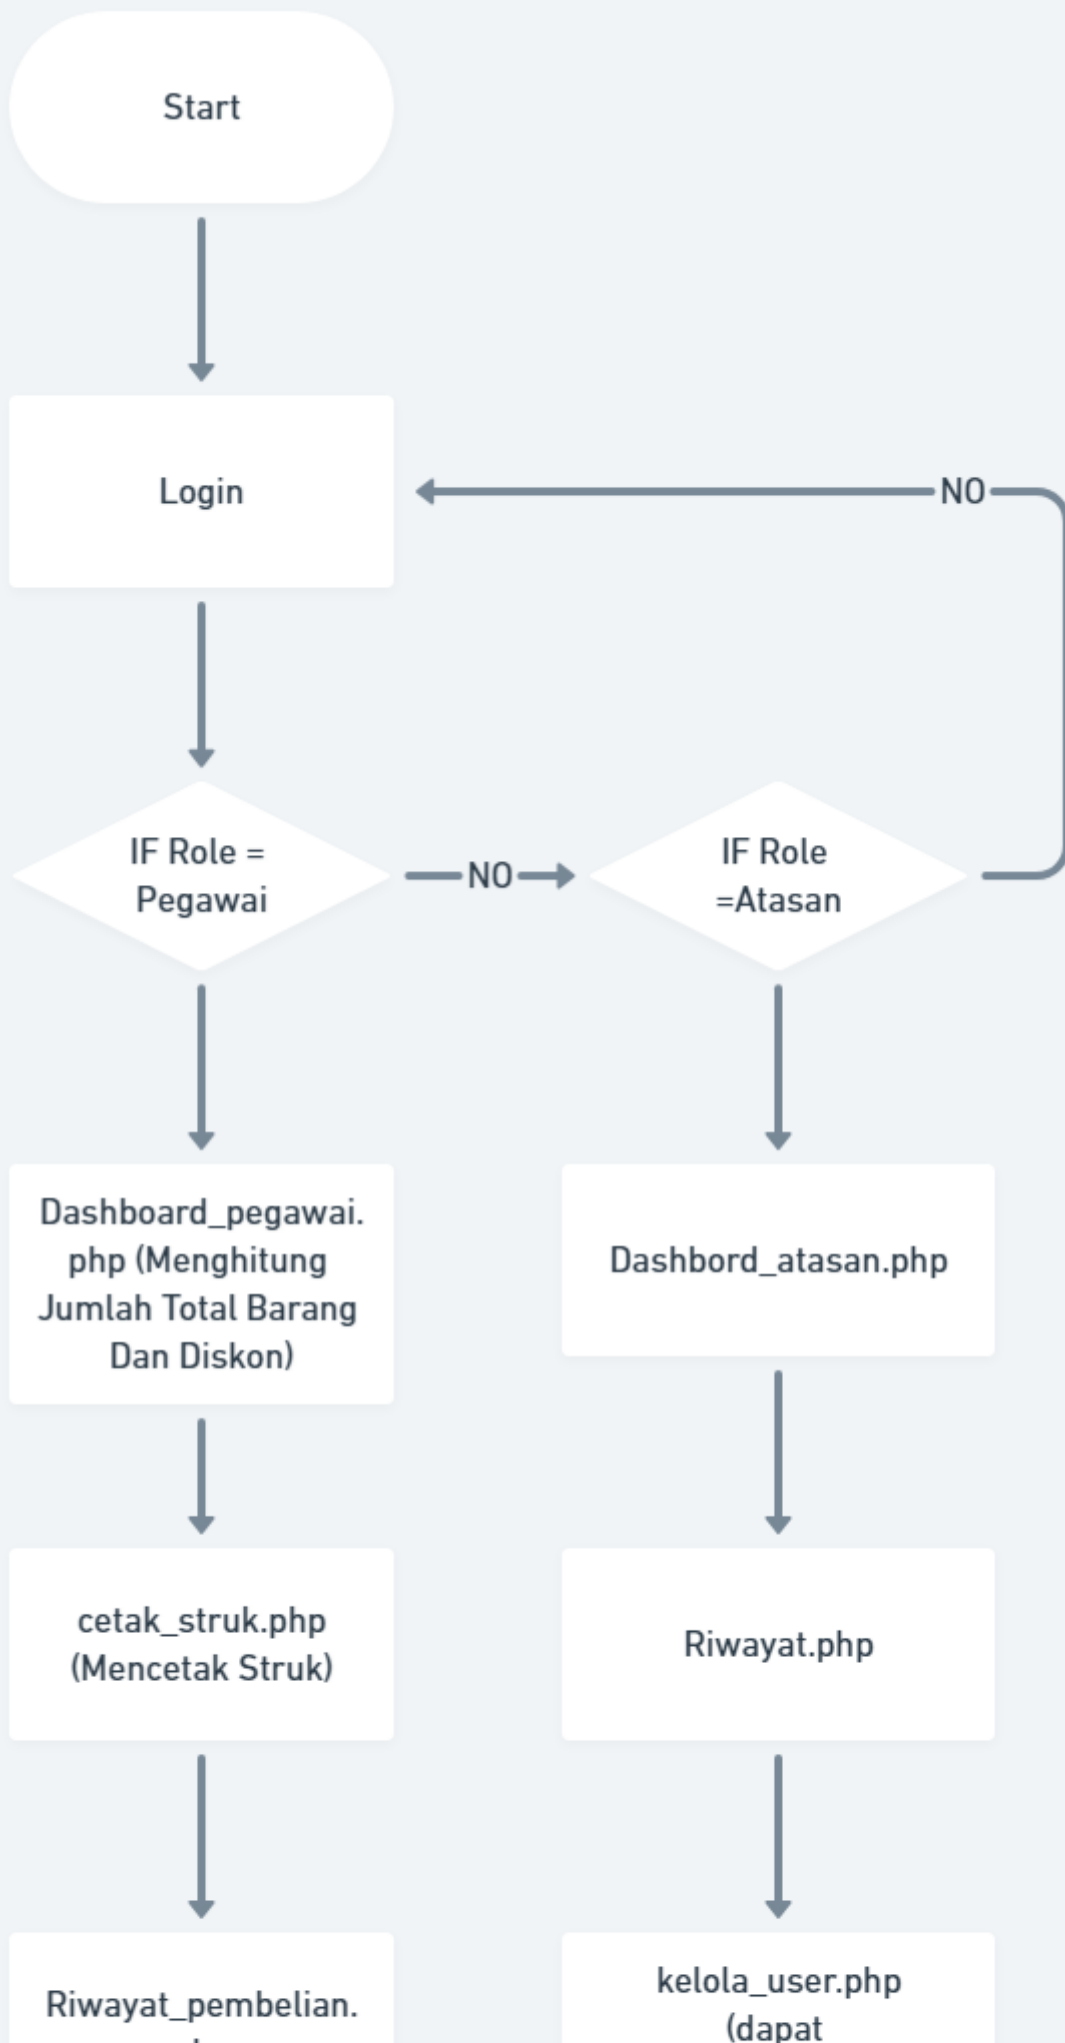 Start
Login
NO
IF Role =
Pegawai
NO
IF Role
=Atasan
Dashboard_pegawai.
php (Menghitung
Jumlah Total Barang
Dan Diskon)
Dashbord_atasan.php
cetak_struk.php
(Mencetak Struk)
Riwayat.php
Riwayat_pembelian.
kelola_user.php
(dapat